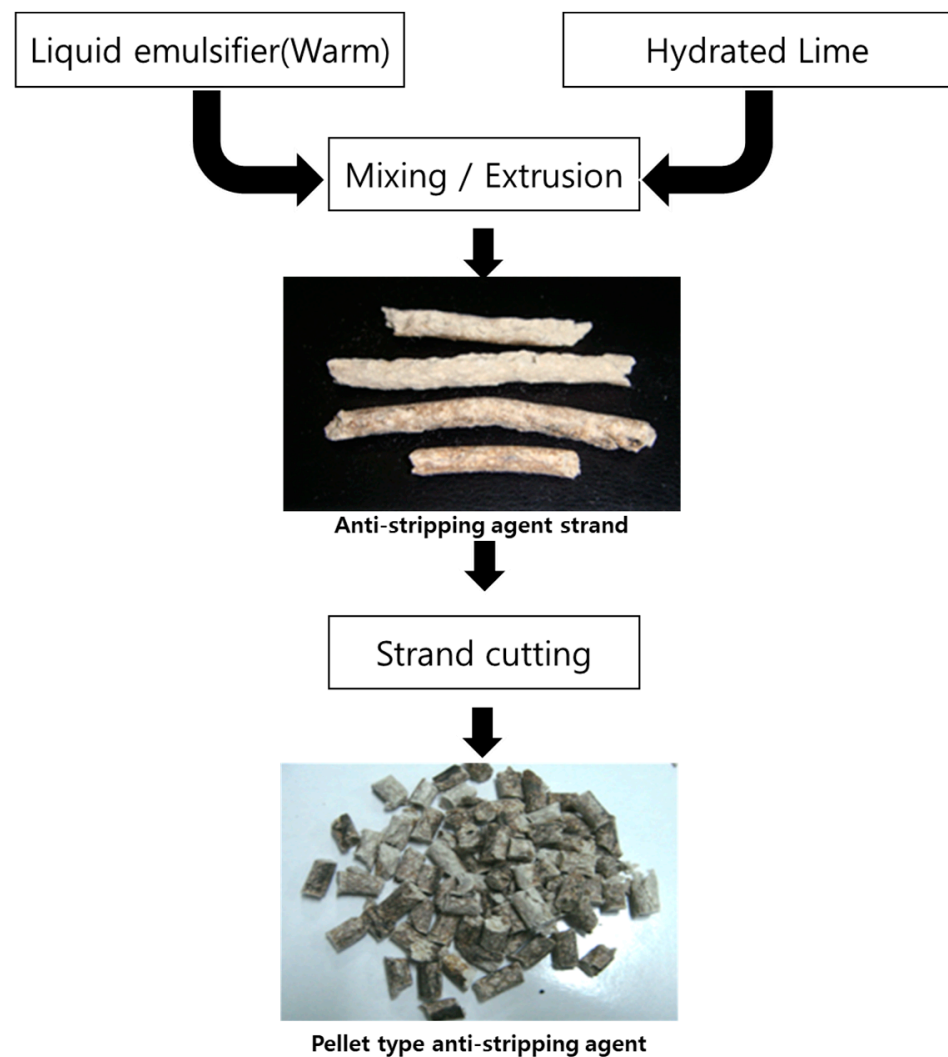 Liquid emulsifier(Warm)
Hydrated Lime
Mixing / Extrusion
Anti-stripping agent strand
Strand cutting
Pellet type anti-stripping agent